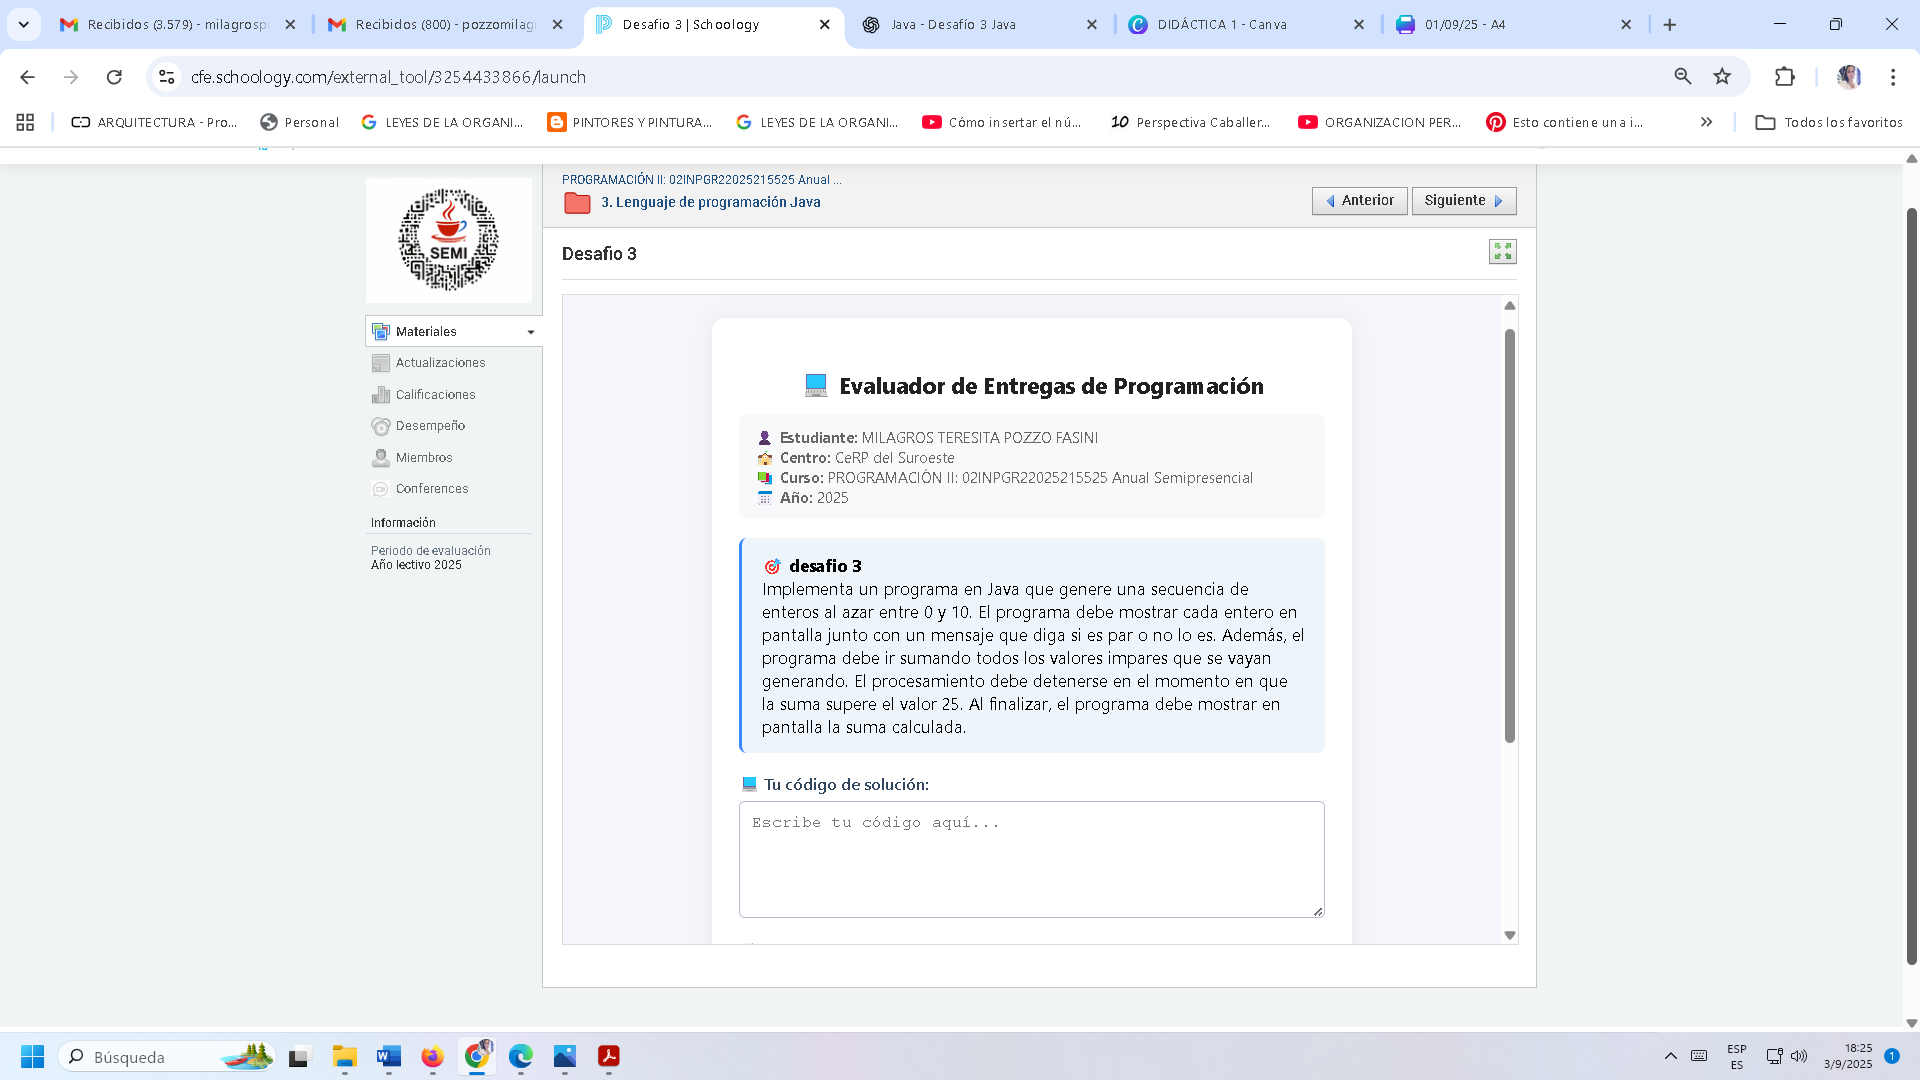 Recibidos (3.579) - milagrosp
Recibidos (800) - pozzomilag
Desafio 3 | Schoology
Java - Desafío 3 Java
DIDÁCTICA 1 - Canva
01/09/25 - A4
cfe.schoology.com/external_tool/3254433866/launch
ARQUITECTURA - Pro...
Personal
LEYES DE LA ORGANI...
PINTORES Y PINTURA...
LEYES DE LA ORGANI...
Cómo insertar el nú...
10 Perspectiva Caballer...
ORGANIZACION PER...
Esto contiene una i...
Todos los favoritos
PROGRAMACIÓN II: 02INPGR22025215525 Anual ...
3. Lenguaje de programación Java
Anterior
Siguiente
SEMI
Desafio 3
Materiales
Actualizaciones
Calificaciones
Desempeño
Miembros
Conferences
Información
Periodo de evaluación
Año lectivo 2025
Evaluador de Entregas de Programación
Estudiante: MILAGROS TERESITA POZZO FASINI
Centro: CeRP del Suroeste
Curso: PROGRAMACIÓN II: 02INPGR22025215525 Anual Semipresencial
Año: 2025
desafio 3
Implementa un programa en Java que genere una secuencia de
enteros al azar entre 0 y 10. El programa debe mostrar cada entero en
pantalla junto con un mensaje que diga si es par o no lo es. Además, el
programa debe ir sumando todos los valores impares que se vayan
generando. El procesamiento debe detenerse en el momento en que
la suma supere el valor 25. Al finalizar, el programa debe mostrar en
pantalla la suma calculada.
Tu código de solución:
Escribe tu código aquí...
Búsqueda
ESP
ES
18:25
3/9/2025
1